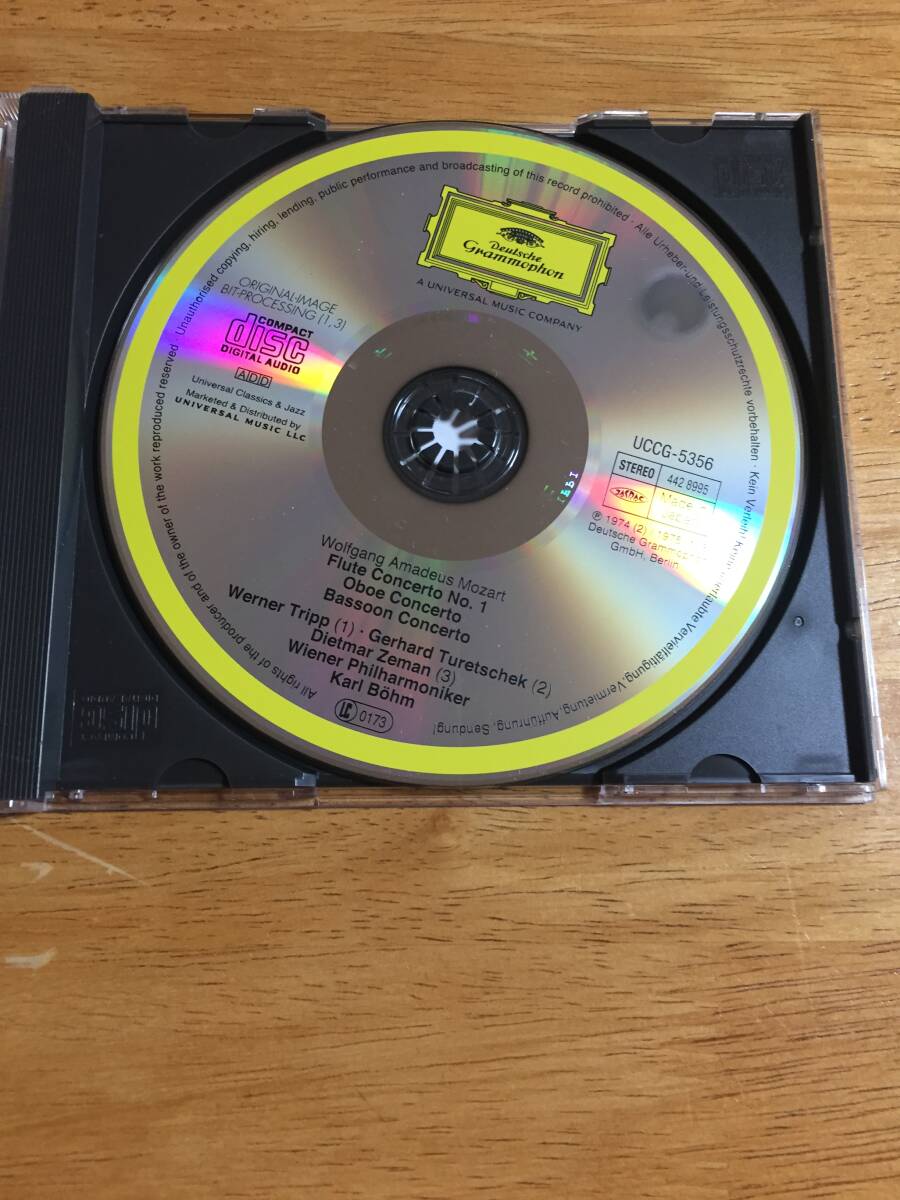 Deutsche
Grammophon
A UNIVERSAL MUSIC COMPANY
Unauthorised copying, hiring, lending, public performance and broadcasting of this record prohibited · Alle Urheber-und Leistungsschutzrechte vorbehalten · Kein Verleih! Keine Vervielfältigung, Vermietung, Aufführung, Sendung!
All rights of the producer and of the owner of the work reproduced reserved ·
ORIGINAL-IMAGE
BIT-PROCESSING (1, 3)
COMPACT
disc
DIGITAL AUDIO
ADD
Universal Classics & Jazz
Marketed & Distributed by
UNIVERSAL MUSIC LLC
UCCG-5356
STEREO 442 8995
JASRAC Made in
℗ 1974 (2)
Deutsche Grammophon
GmbH, Berlin
Wolfgang Amadeus Mozart
Flute Concerto No. 1
Oboe Concerto
Bassoon Concerto
Werner Tripp (1) · Gerhard Turetschek (2)
Dietmar Zeman (3)
Wiener Philharmoniker
Karl Böhm
LC 0173